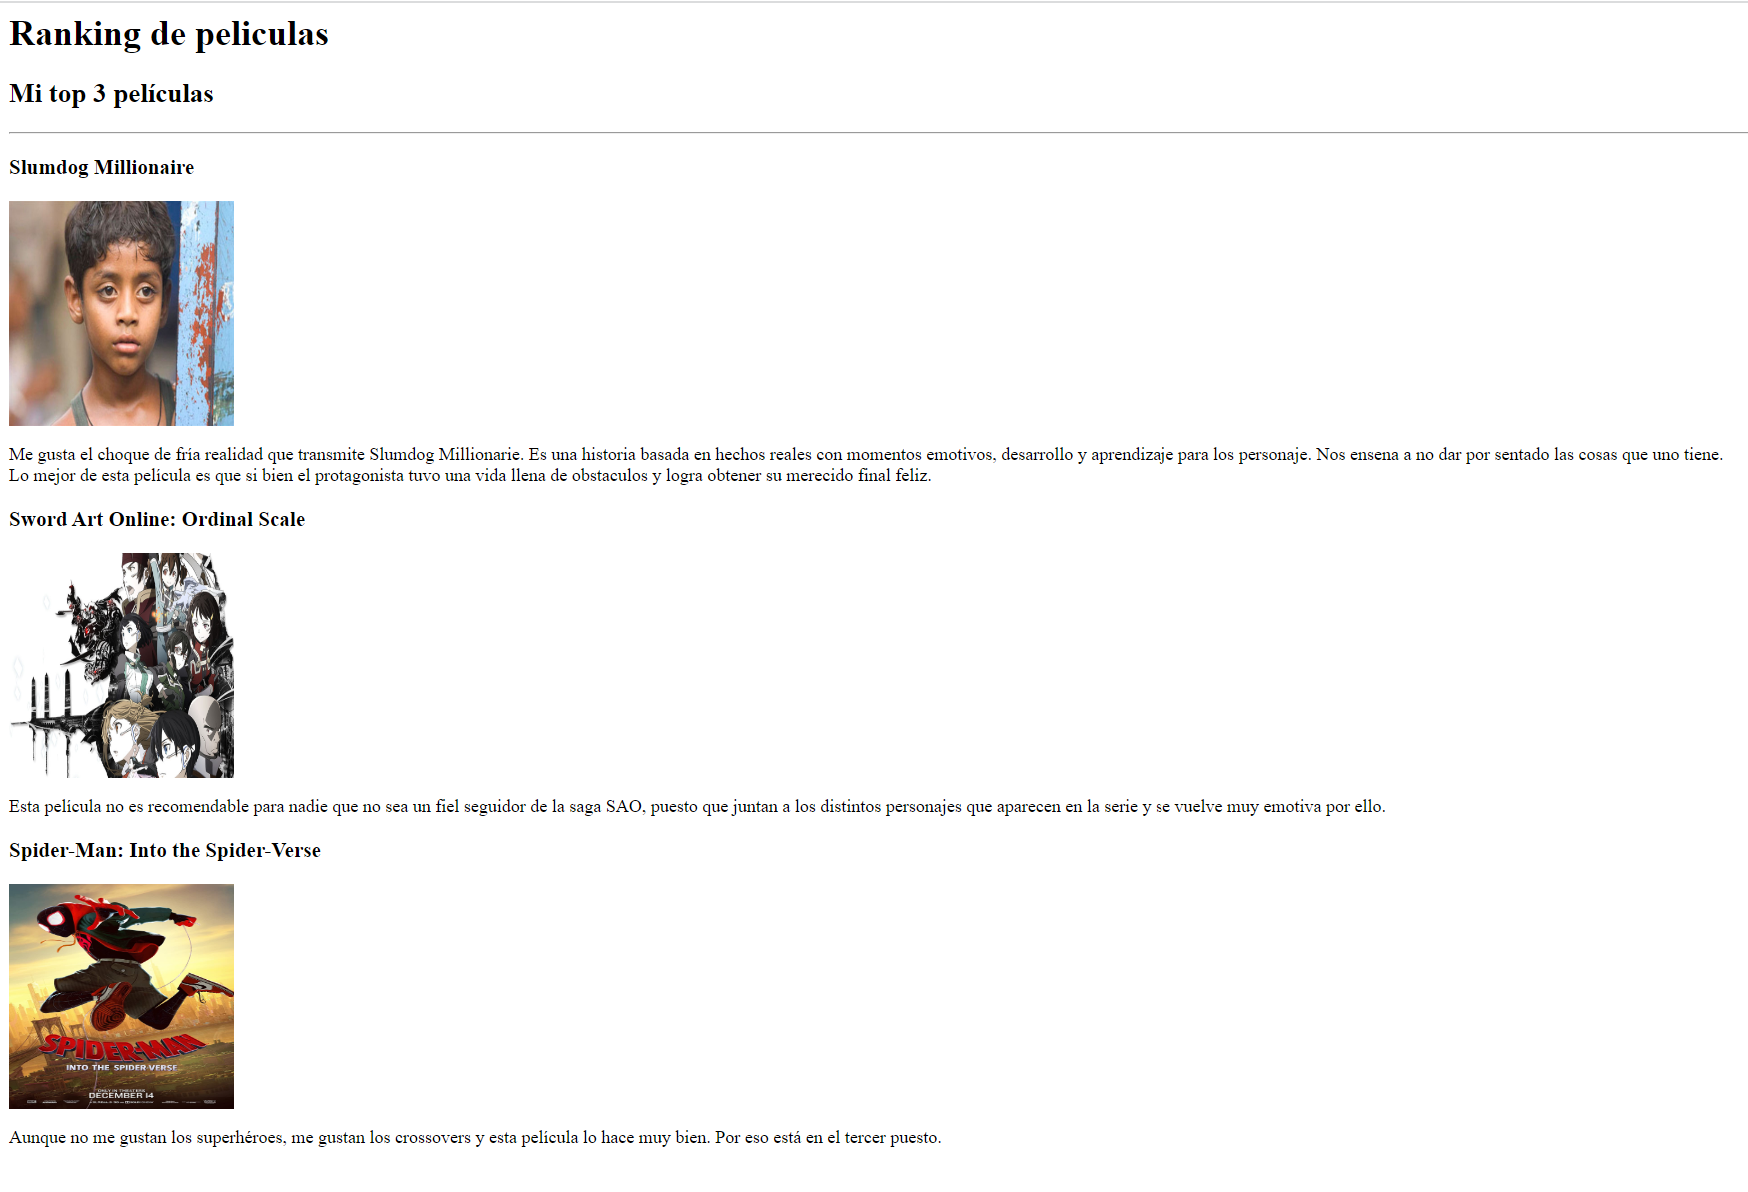 Ranking de peliculas
Mi top 3 películas
Slumdog Millionaire
Me gusta el choque de fría realidad que transmite Slumdog Millionarie. Es una historia basada en hechos reales con momentos emotivos, desarrollo y aprendizaje para los personaje. Nos ensena a no dar por sentado las cosas que uno tiene.
Lo mejor de esta película es que si bien el protagonista tuvo una vida llena de obstaculos y logra obtener su merecido final feliz.
Sword Art Online: Ordinal Scale
Esta película no es recomendable para nadie que no sea un fiel seguidor de la saga SAO, puesto que juntan a los distintos personajes que aparecen en la serie y se vuelve muy emotiva por ello.
Spider-Man: Into the Spider-Verse
SPIDER-MAN
INTO THE SPIDER-VERSE
ONLY IN THEATERS
DECEMBER 14
Aunque no me gustan los superhéroes, me gustan los crossovers y esta película lo hace muy bien. Por eso está en el tercer puesto.